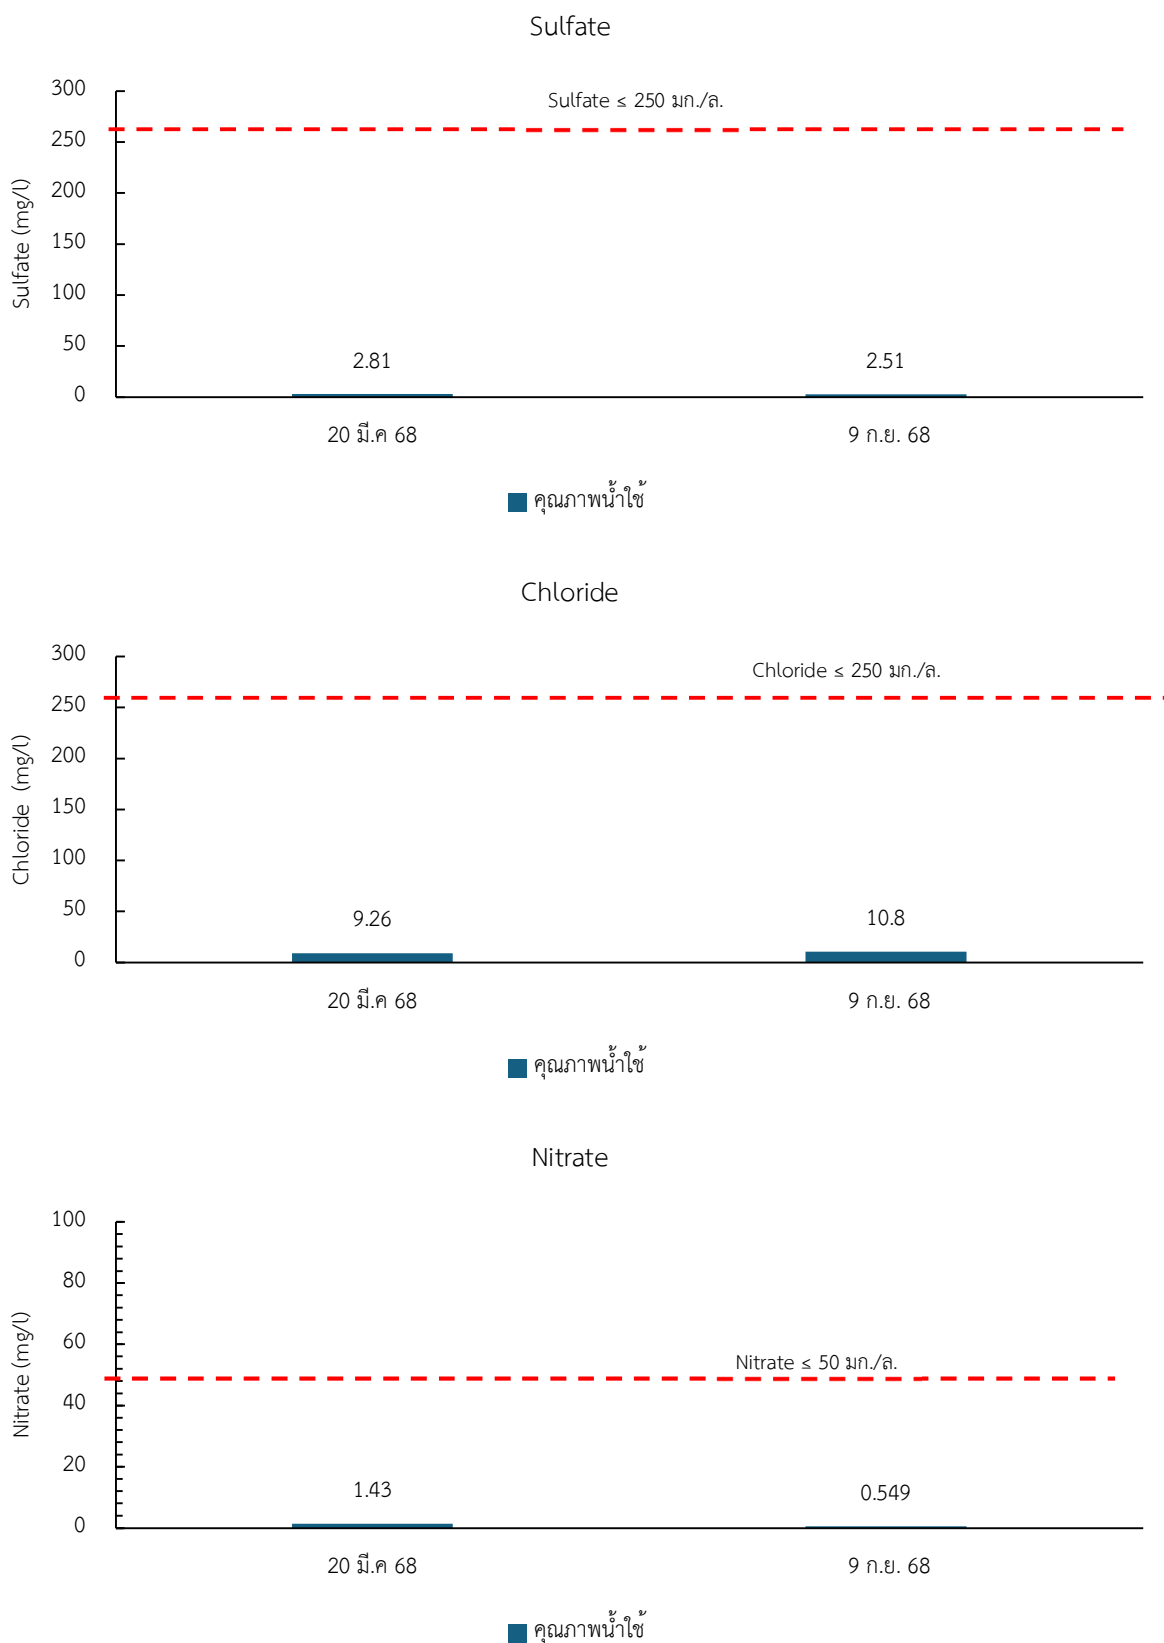 Sulfate
Sulfate ≤ 250 มก./ล.
300
250
200
150
100
50
0
Sulfate (mg/l)
2.81
2.51
20 มี.ค 68
9 ก.ย. 68
คุณภาพน้ำใช้
Chloride
Chloride ≤ 250 มก./ล.
300
250
200
150
100
50
0
Chloride (mg/l)
9.26
10.8
20 มี.ค 68
9 ก.ย. 68
คุณภาพน้ำใช้
Nitrate
Nitrate ≤ 50 มก./ล.
100
80
60
40
20
0
Nitrate (mg/l)
1.43
0.549
20 มี.ค 68
9 ก.ย. 68
คุณภาพน้ำใช้